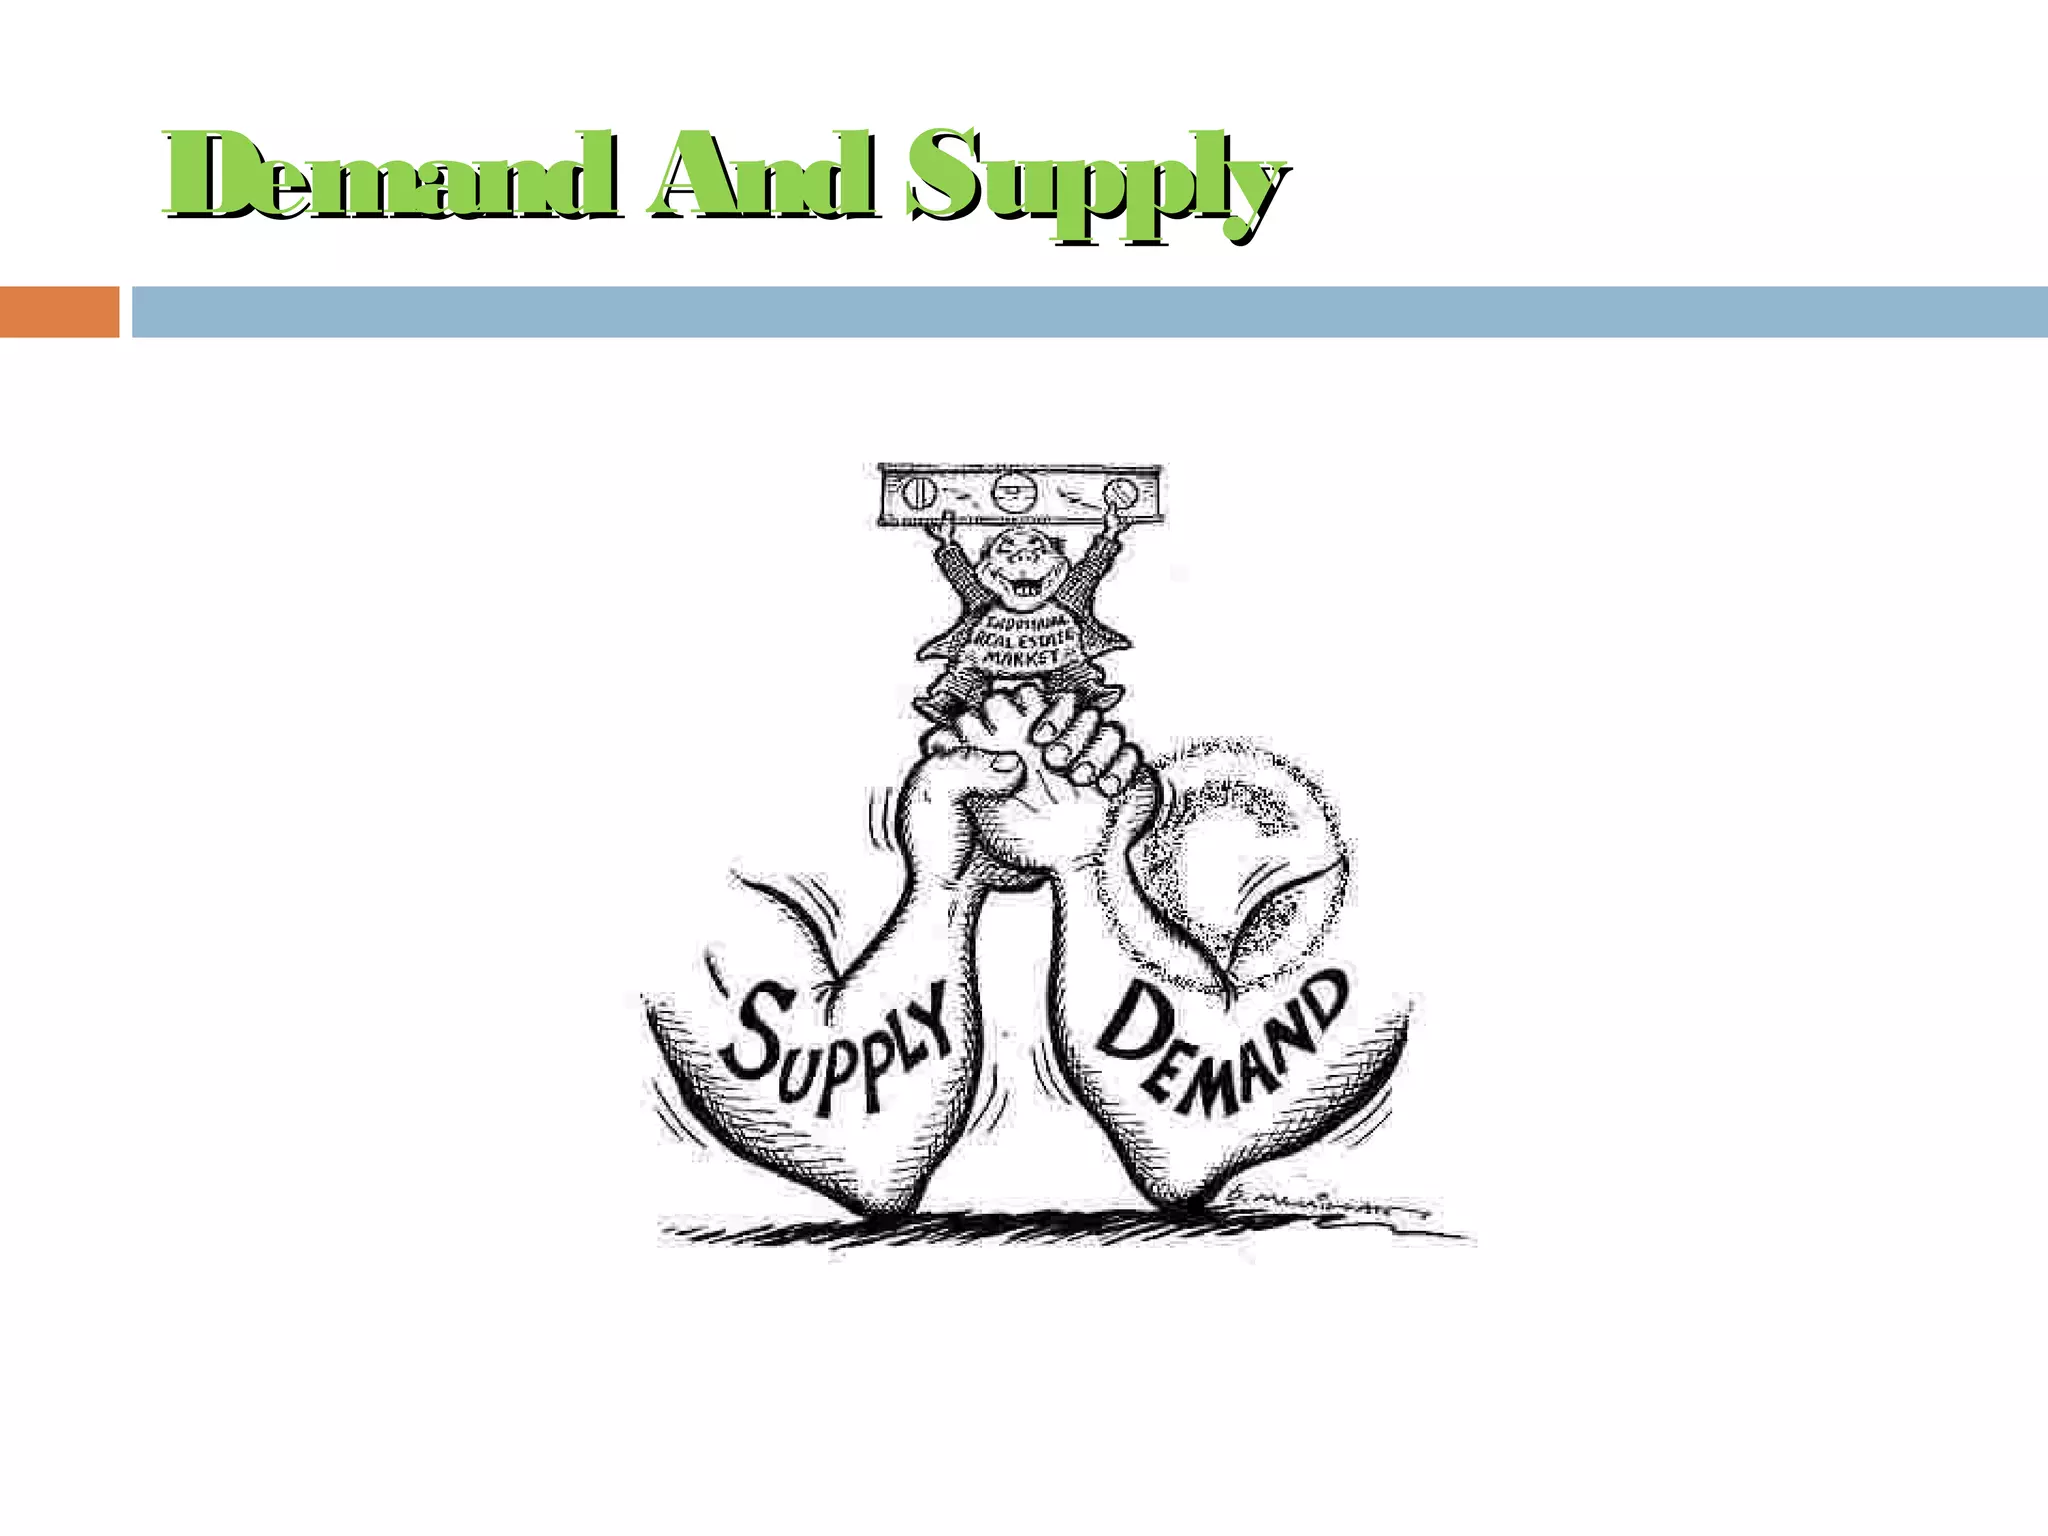 Demand And Supply
REAL ESTATE
MARKET
SUPPLY
DEMAND